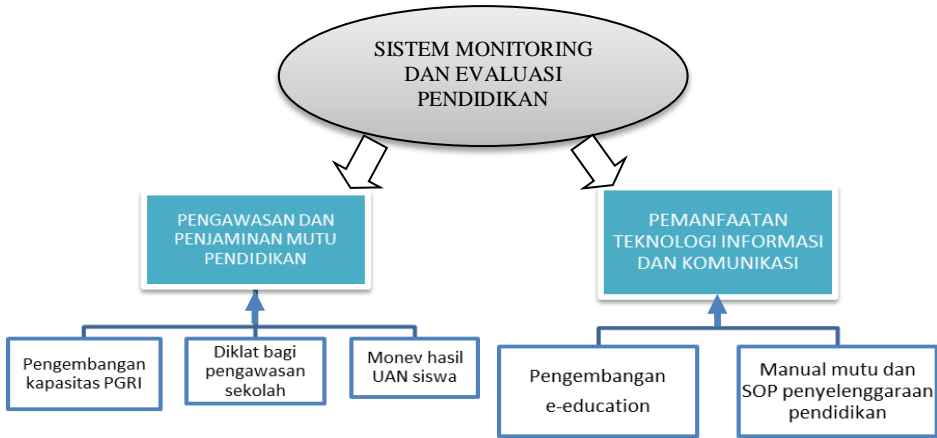 SISTEM MONITORING
DAN EVALUASI
PENDIDIKAN
PENGAWASAN DAN
PENJAMINAN MUTU
PENDIDIKAN
PEMANFAATAN
TEKNOLOGI INFORMASI
DAN KOMUNIKASI
Pengembangan
kapasitas PGRI
Diklat bagi
pengawasan
sekolah
Monev hasil
UAN siswa
Pengembangan
e-education
Manual mutu dan
SOP penyelenggaraan
pendidikan